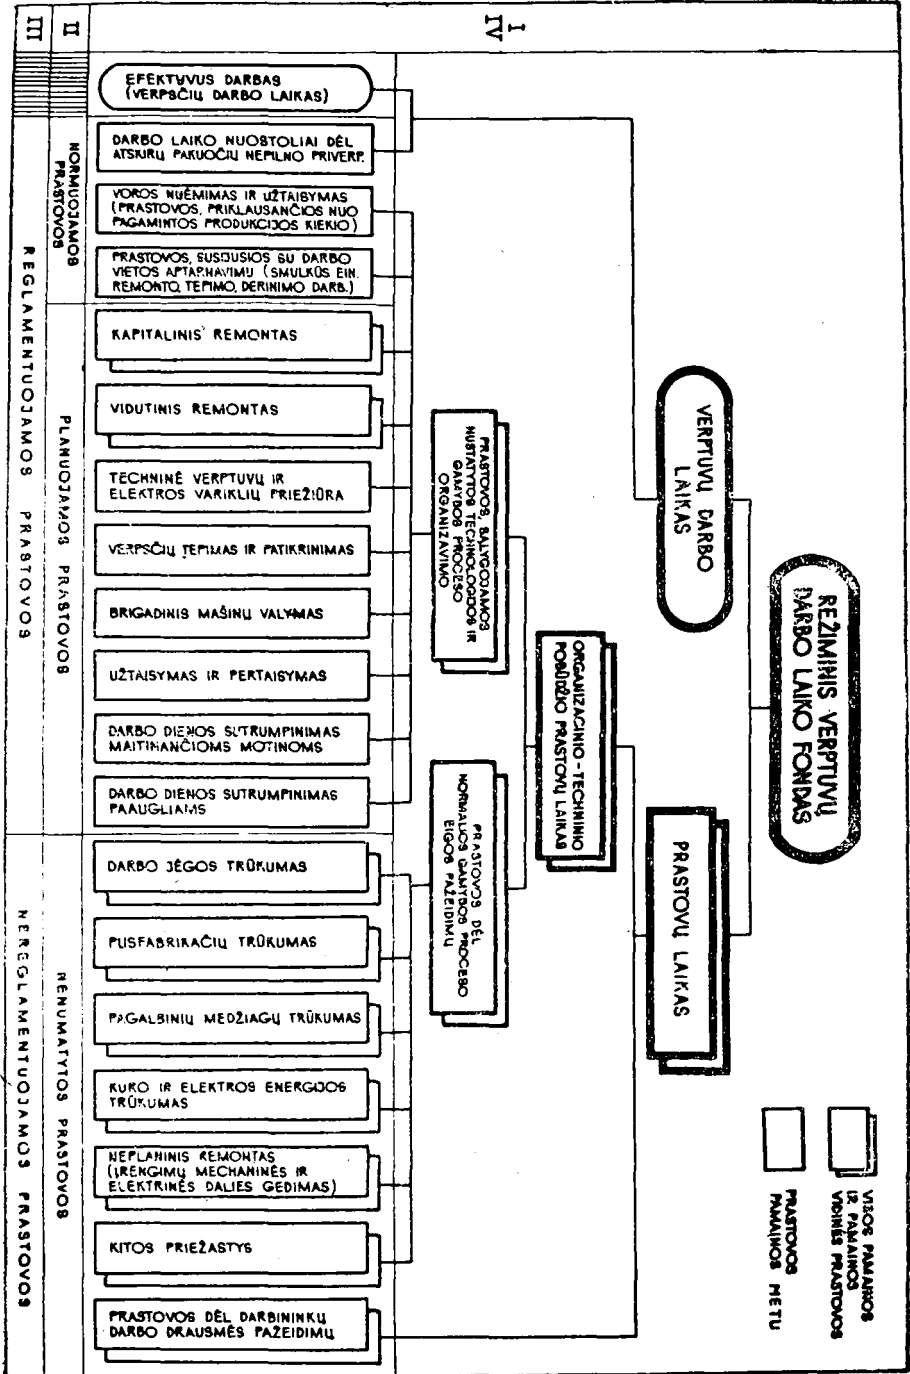 I
IV
II
III
REŽIMINIS VERPTUVŲ
DARBO LAIKO FONDAS
VERPTUVŲ DARBO
LAIKAS
PRASTOVŲ LAIKAS
VISOS PAMAINOS
IR PAMAINOS
VIDINĖS PRASTOVOS
PRASTOVOS
PAMAINOS METU
ORGANIZACINIO-TECHNINIO
POBŪDŽIO PRASTOVŲ LAIKAS
PRASTOVOS, SĄLYGOJAMOS
NUSTATYTOS TECHNOLOGIJOS IR
GAMYBOS PROCESO
ORGANIZAVIMO
PRASTOVOS DĖL
NORMALIOS GAMYBOS PROCESO
EIGOS PAŽEIDIMŲ
EFEKTYVUS DARBAS
(VERPSČIŲ DARBO LAIKAS)
DARBO LAIKO NUOSTOLIAI DĖL
ATSKIRŲ PAKUOČIŲ NEPILNO PRIVERP.
VOROS NUĖMIMAS IR UŽTAISYMAS
(PRASTOVOS, PRIKLAUSANČIOS NUO
PAGAMINTOS PRODUKCIJOS KIEKIO)
PRASTOVOS, SUSIJUSIOS SU DARBO
VIETOS APTARNAVIMU (SMULKŪS EIN.
REMONTO, TEPIMO, DERINIMO DARB.)
KAPITALINIS REMONTAS
VIDUTINIS REMONTAS
TECHNINĖ VERPTUVŲ IR
ELEKTROS VARIKLIŲ PRIEŽIŪRA
VERPSČIŲ TEPIMAS IR PATIKRINIMAS
BRIGADINIS MAŠINŲ VALYMAS
UŽTAISYMAS IR PERTAISYMAS
DARBO DIENOS SUTRUMPINIMAS
MAITINANČIOMS MOTINOMS
DARBO DIENOS SUTRUMPINIMAS
PAAUGLIAMS
DARBO JĖGOS TRŪKUMAS
PUSFABRIKAČIŲ TRŪKUMAS
PAGALBINIŲ MEDŽIAGŲ TRŪKUMAS
KURO IR ELEKTROS ENERGIJOS
TRŪKUMAS
NEPLANINIS REMONTAS
(ĮRENGIMŲ MECHANINĖS IR
ELEKTRINĖS DALIES GEDIMAS)
KITOS PRIEŽASTYS
PRASTOVOS DĖL DARBININKŲ
DARBO DRAUSMĖS PAŽEIDIMŲ
NORMUOJAMOS
PRASTOVOS
PLANUOJAMOS PRASTOVOS
NENUMATYTOS PRASTOVOS
REGLAMENTUOJAMOS PRASTOVOS
NEREGLAMENTUOJAMOS PRASTOVOS